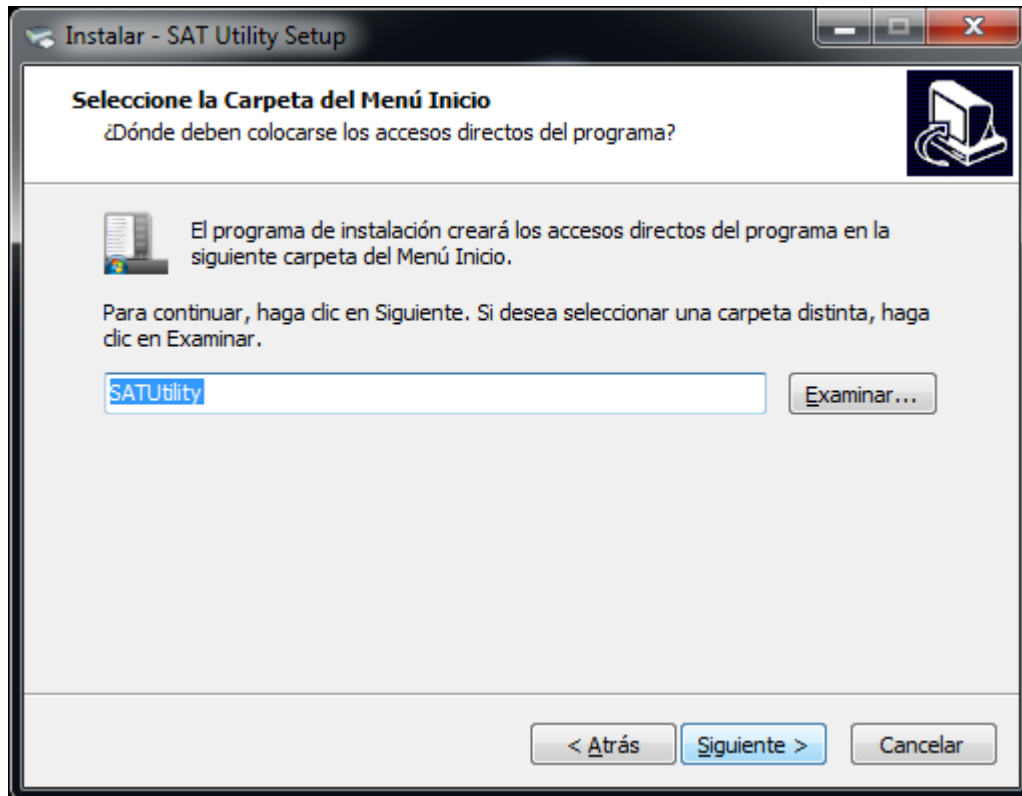 Instalar - SAT Utility Setup
Seleccione la Carpeta del Menú Inicio
¿Dónde deben colocarse los accesos directos del programa?
El programa de instalación creará los accesos directos del programa en la
siguiente carpeta del Menú Inicio.
Para continuar, haga clic en Siguiente. Si desea seleccionar una carpeta distinta, haga
clic en Examinar.
SATUtility
Examinar...
< Atrás
Siguiente >
Cancelar